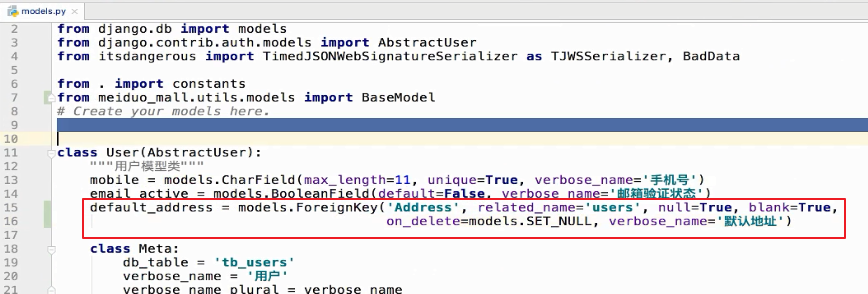 models.py
2 from django.db import models
3 from django.contrib.auth.models import AbstractUser
4 from itsdangerous import TimedJSONWebSignatureSerializer as TJWSSerializer, BadData
5
6 from . import constants
7 from meiduo_mall.utils.models import BaseModel
8 # Create your models here.
9
10
11 class User(AbstractUser):
12 """用户模型类"""
13 mobile = models.CharField(max_length=11, unique=True, verbose_name='手机号')
14 email_active = models.BooleanField(default=False, verbose_name='邮箱验证状态')
15 default_address = models.ForeignKey('Address', related_name='users', null=True, blank=True,
16 on_delete=models.SET_NULL, verbose_name='默认地址')
17
18 class Meta:
19 db_table = 'tb_users'
20 verbose_name = '用户'
21 verbose_name_plural = verbose_name